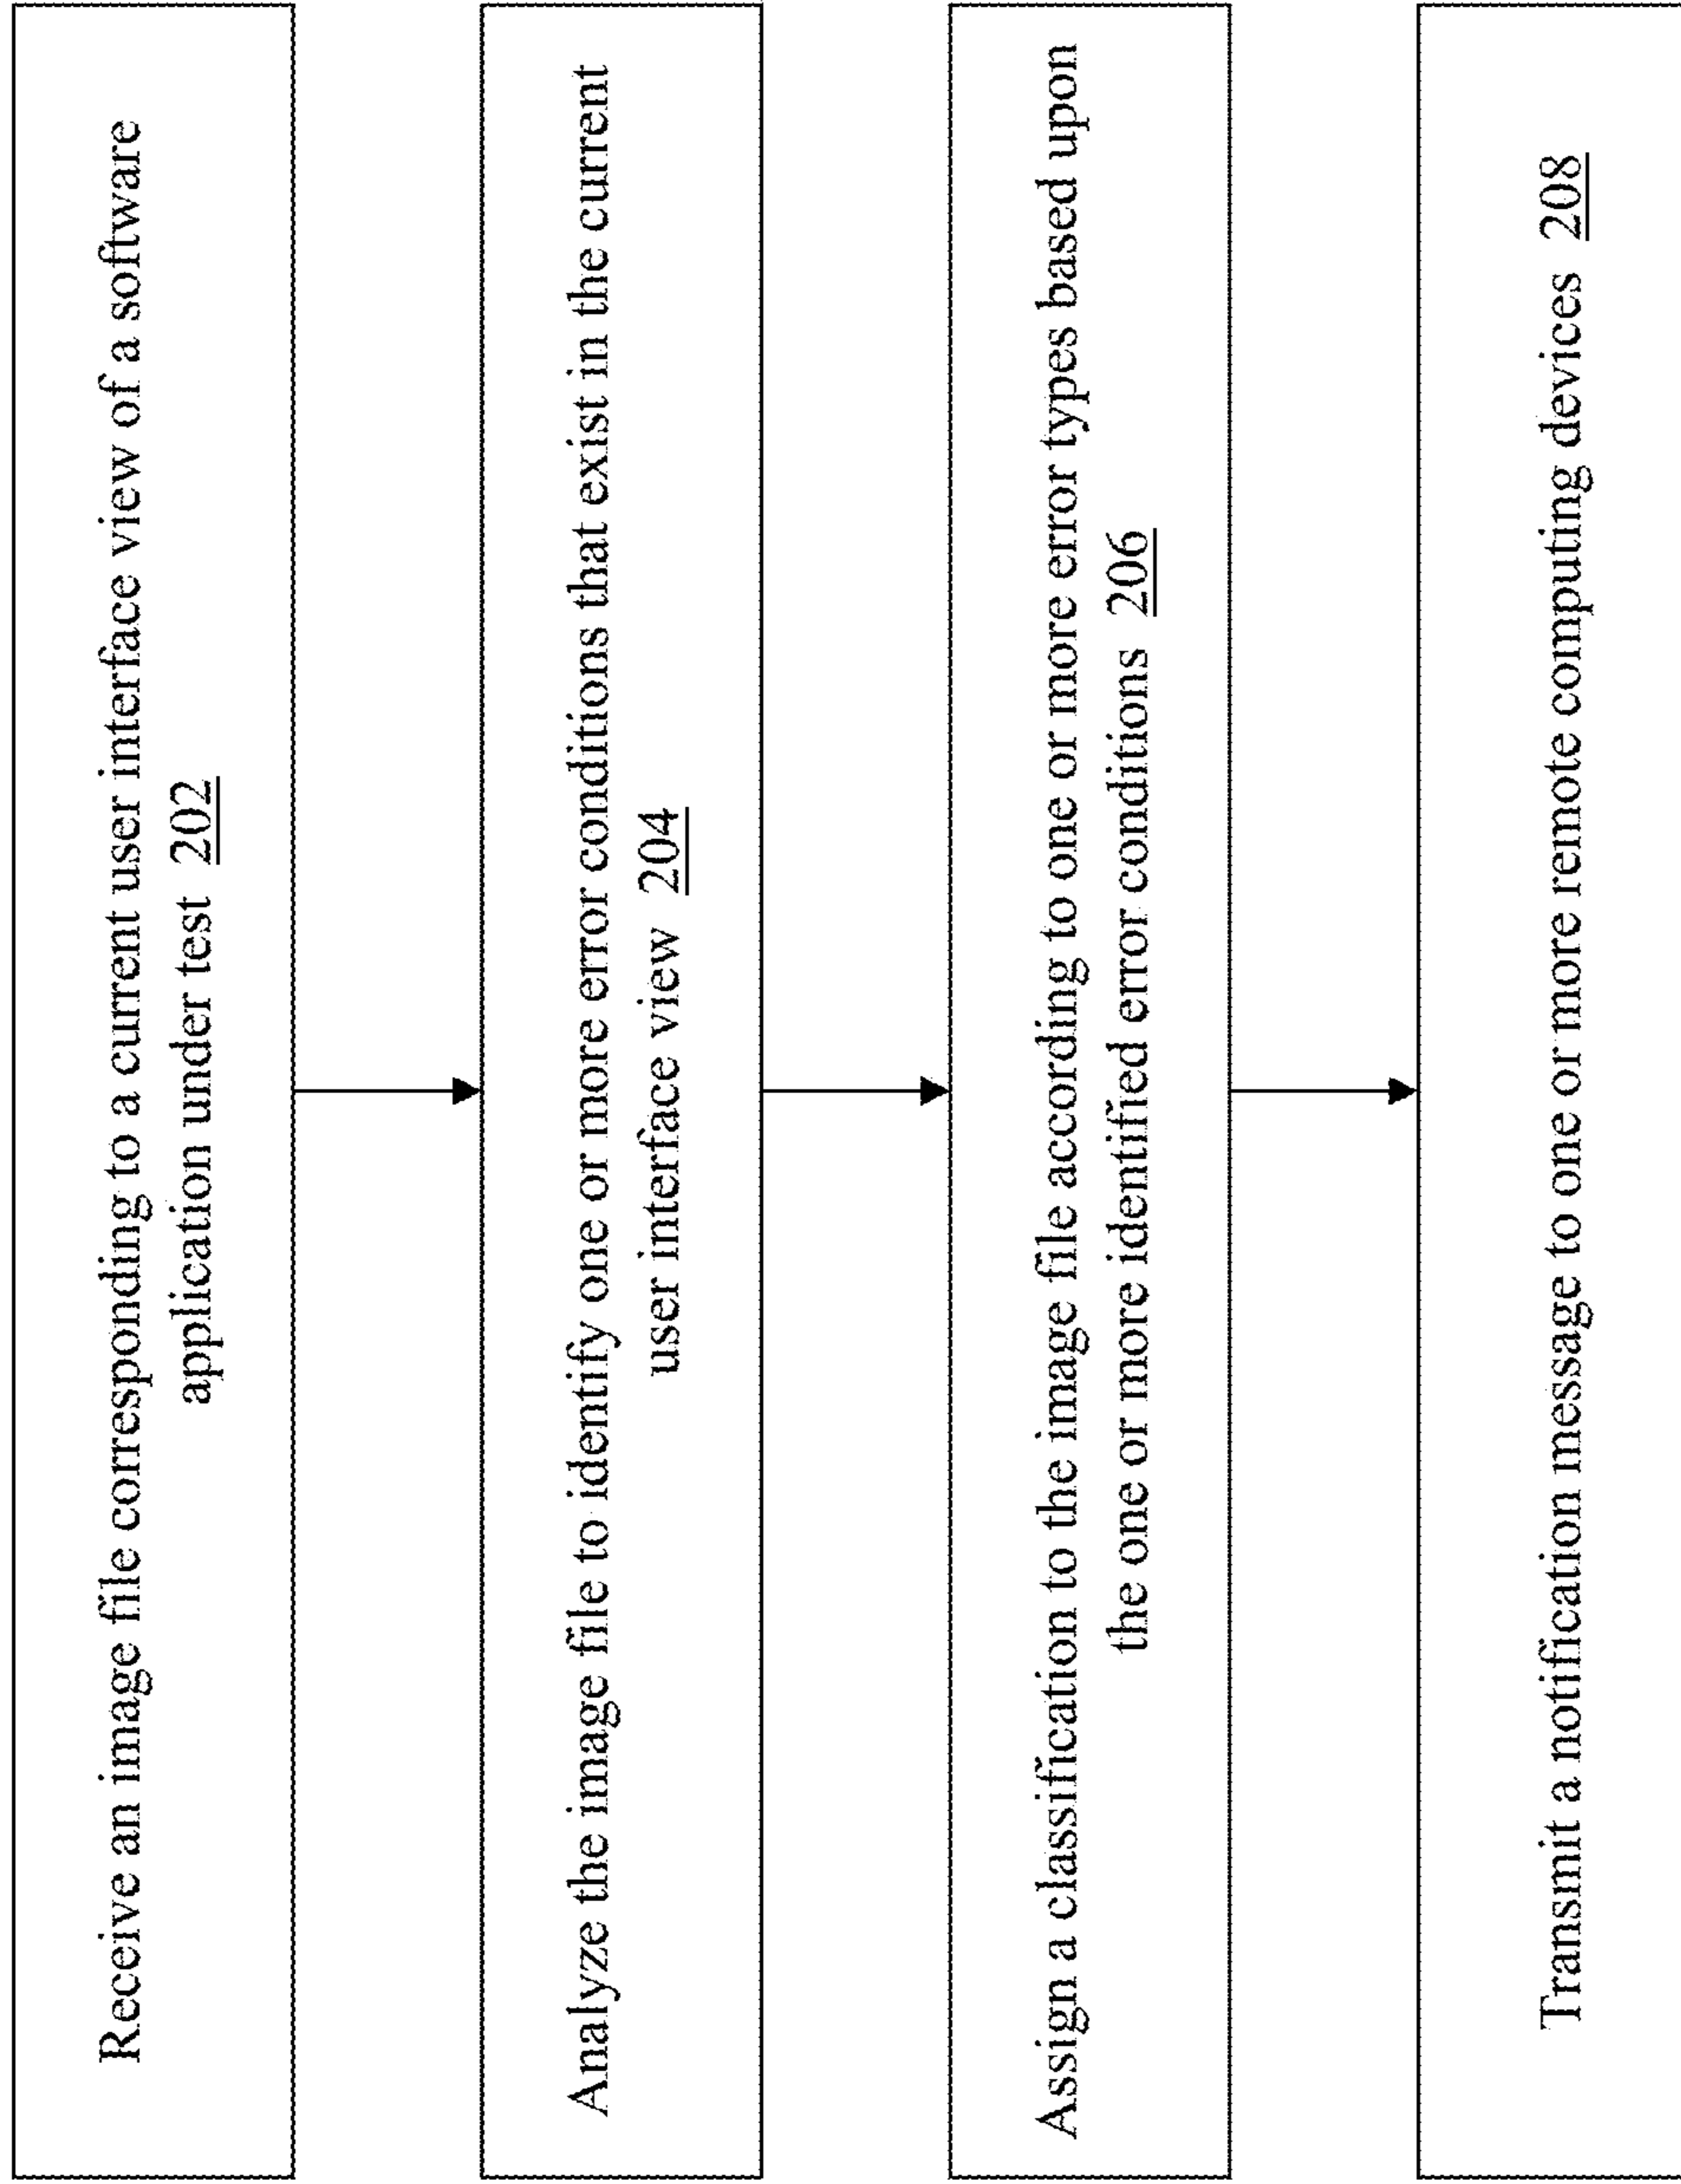 Receive an image file corresponding to a current user interface view of a software
application under test 202
Analyze the image file to identify one or more error conditions that exist in the current
user interface view 204
Assign a classification to the image file according to one or more error types based upon
the one or more identified error conditions 206
Transmit a notification message to one or more remote computing devices 208